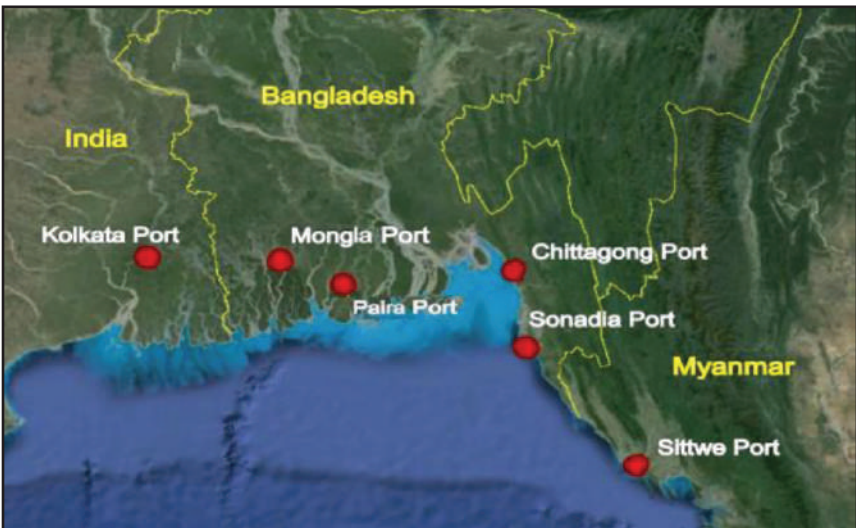 Bangladesh
India
Kolkata Port
Mongla Port
Chittagong Port
Paira Port
Sonadia Port
Myanmar
Sittwe Port